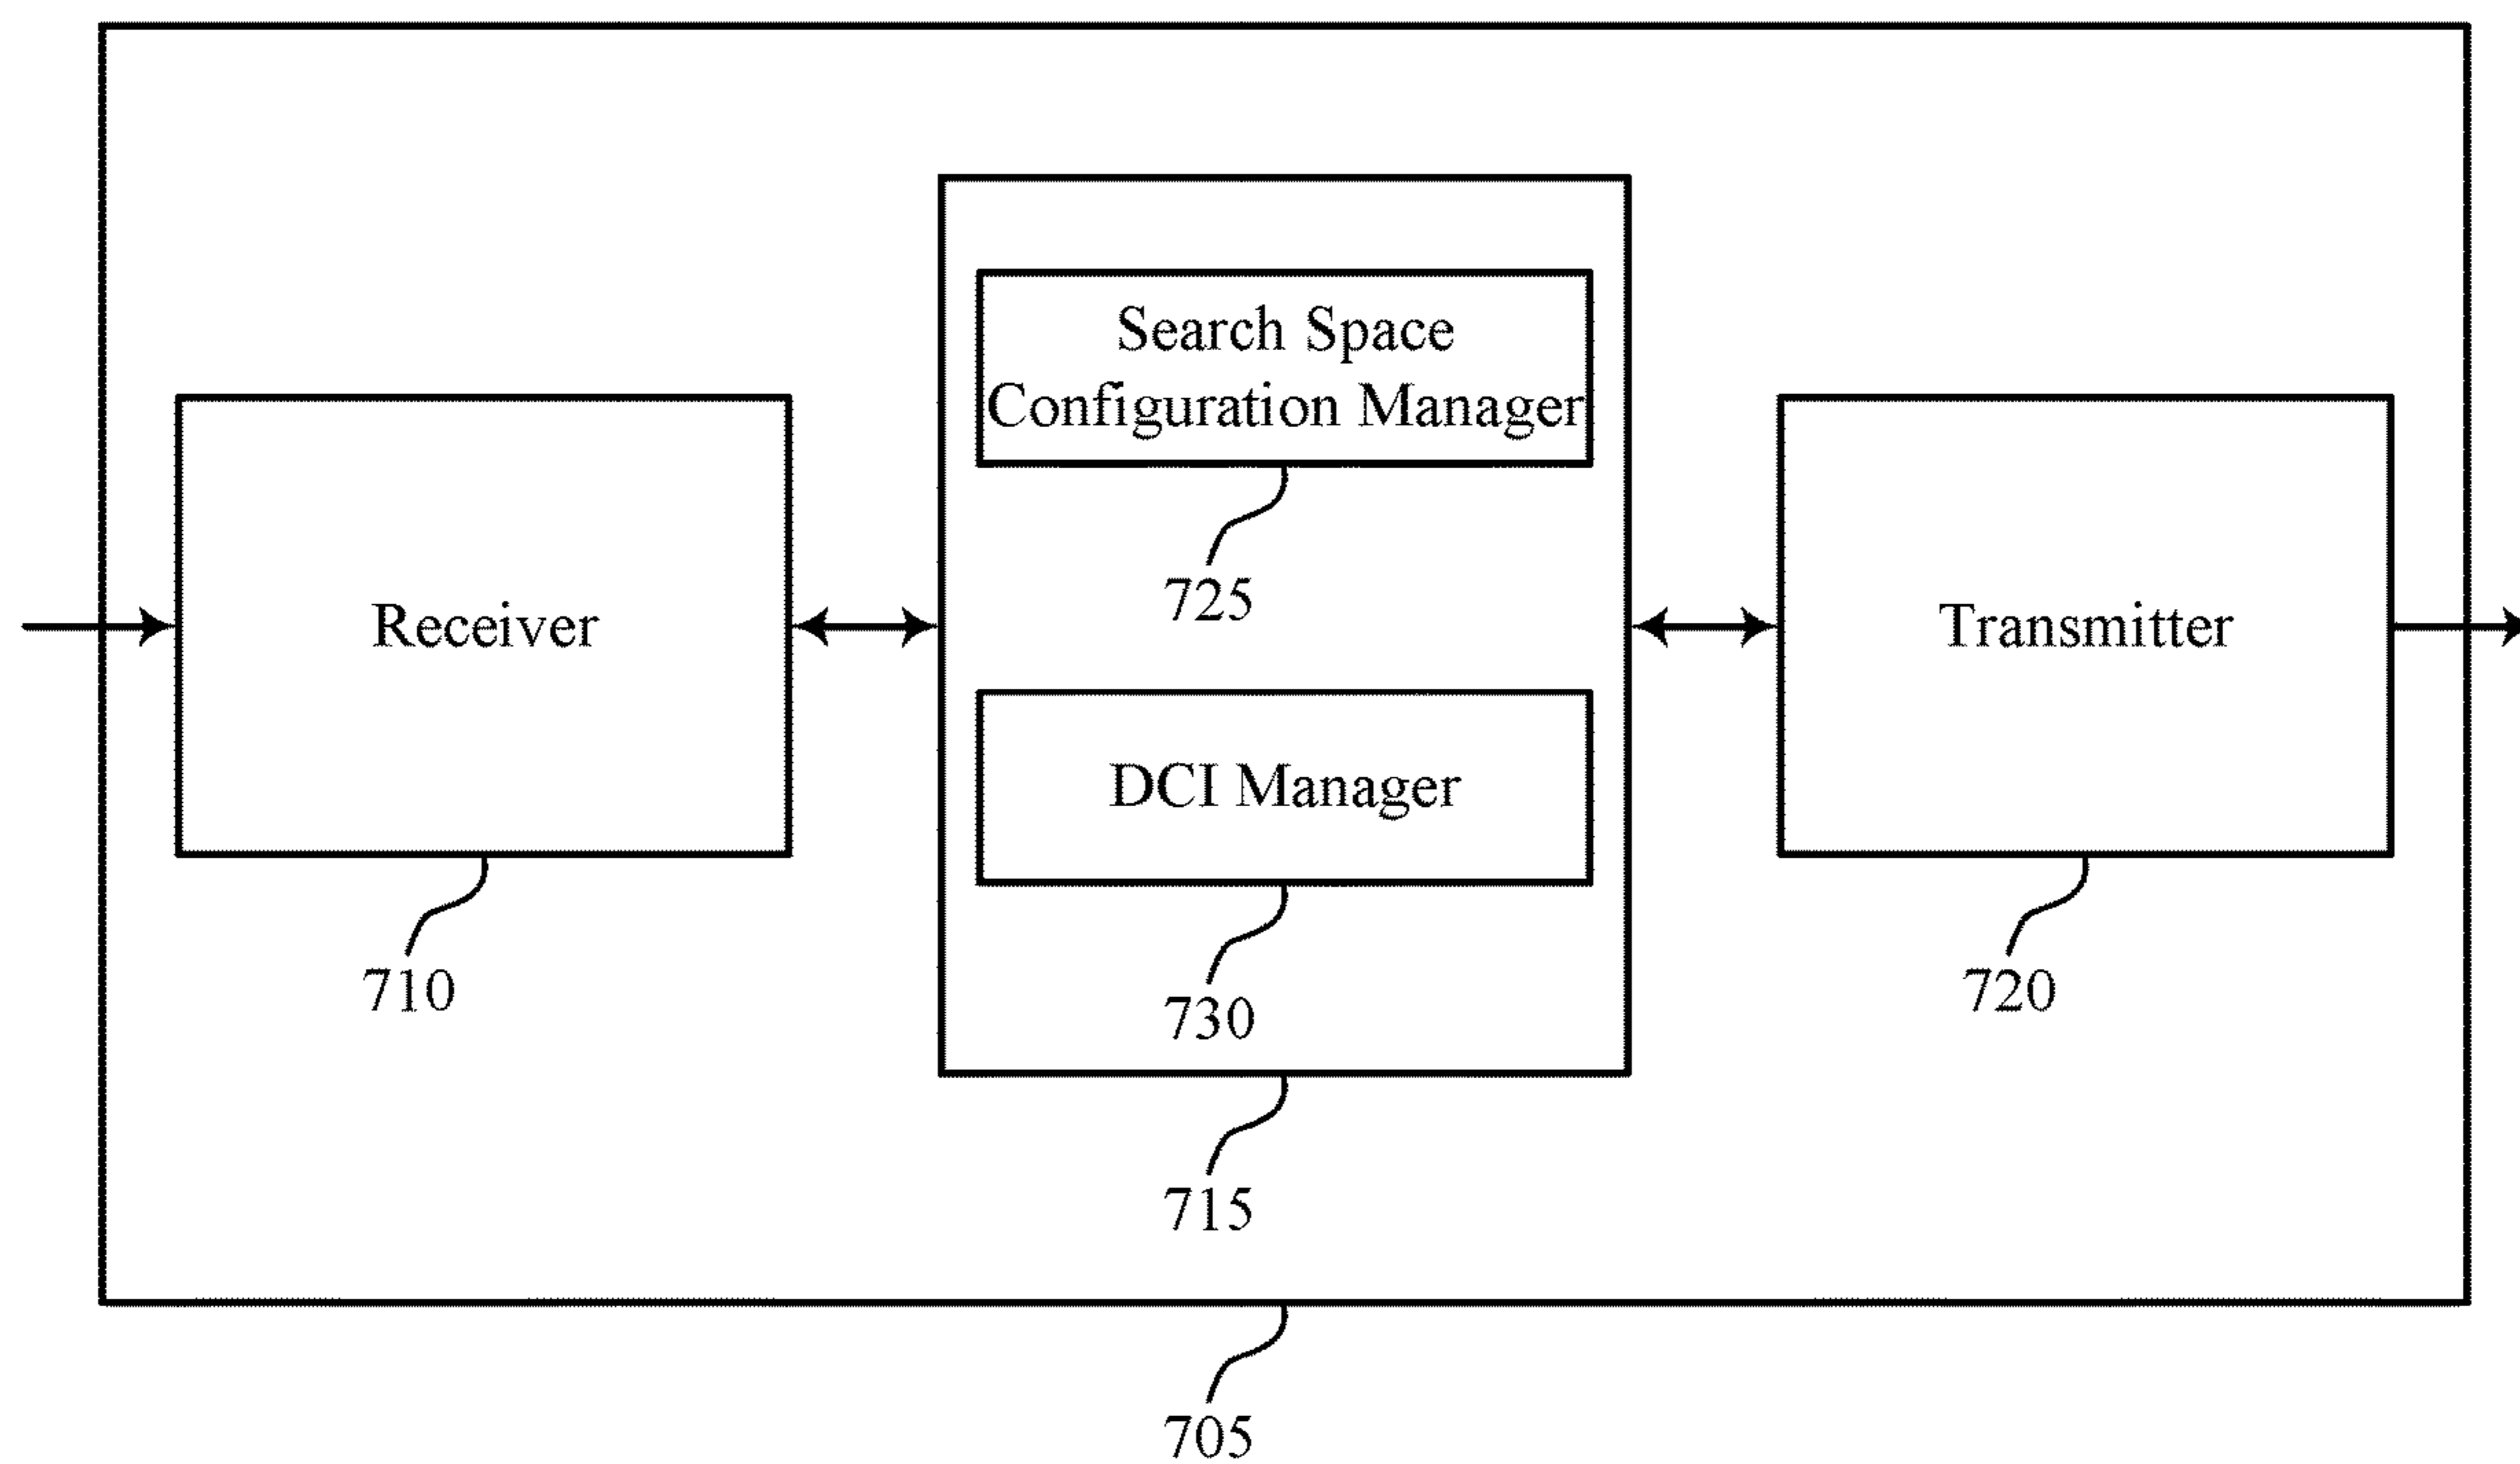 Search Space
Configuration Manager
725
Receiver
Transmitter
DCI Manager
710
730
720
715
705